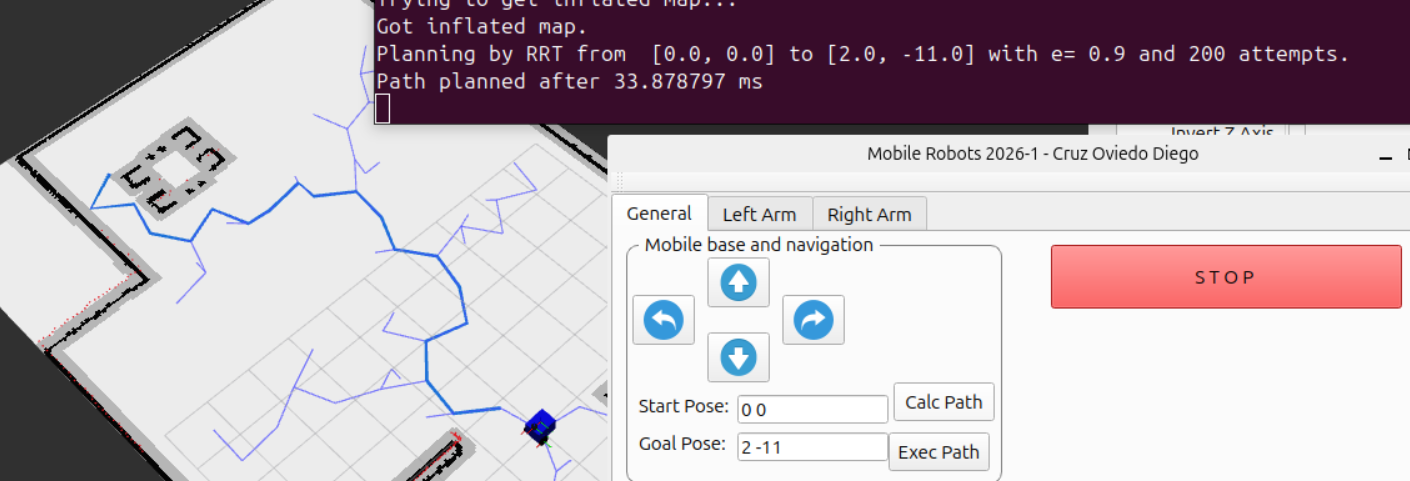 Trying to get inflated map...
Got inflated map.
Planning by RRT from  [0.0, 0.0] to [2.0, -11.0] with e= 0.9 and 200 attempts.
Path planned after 33.878797 ms
Invert Z Axis
Mobile Robots 2026-1 - Cruz Oviedo Diego
General Left Arm Right Arm
Mobile base and navigation
STOP
Start Pose: 0 0 Calc Path
Goal Pose: 2 -11 Exec Path